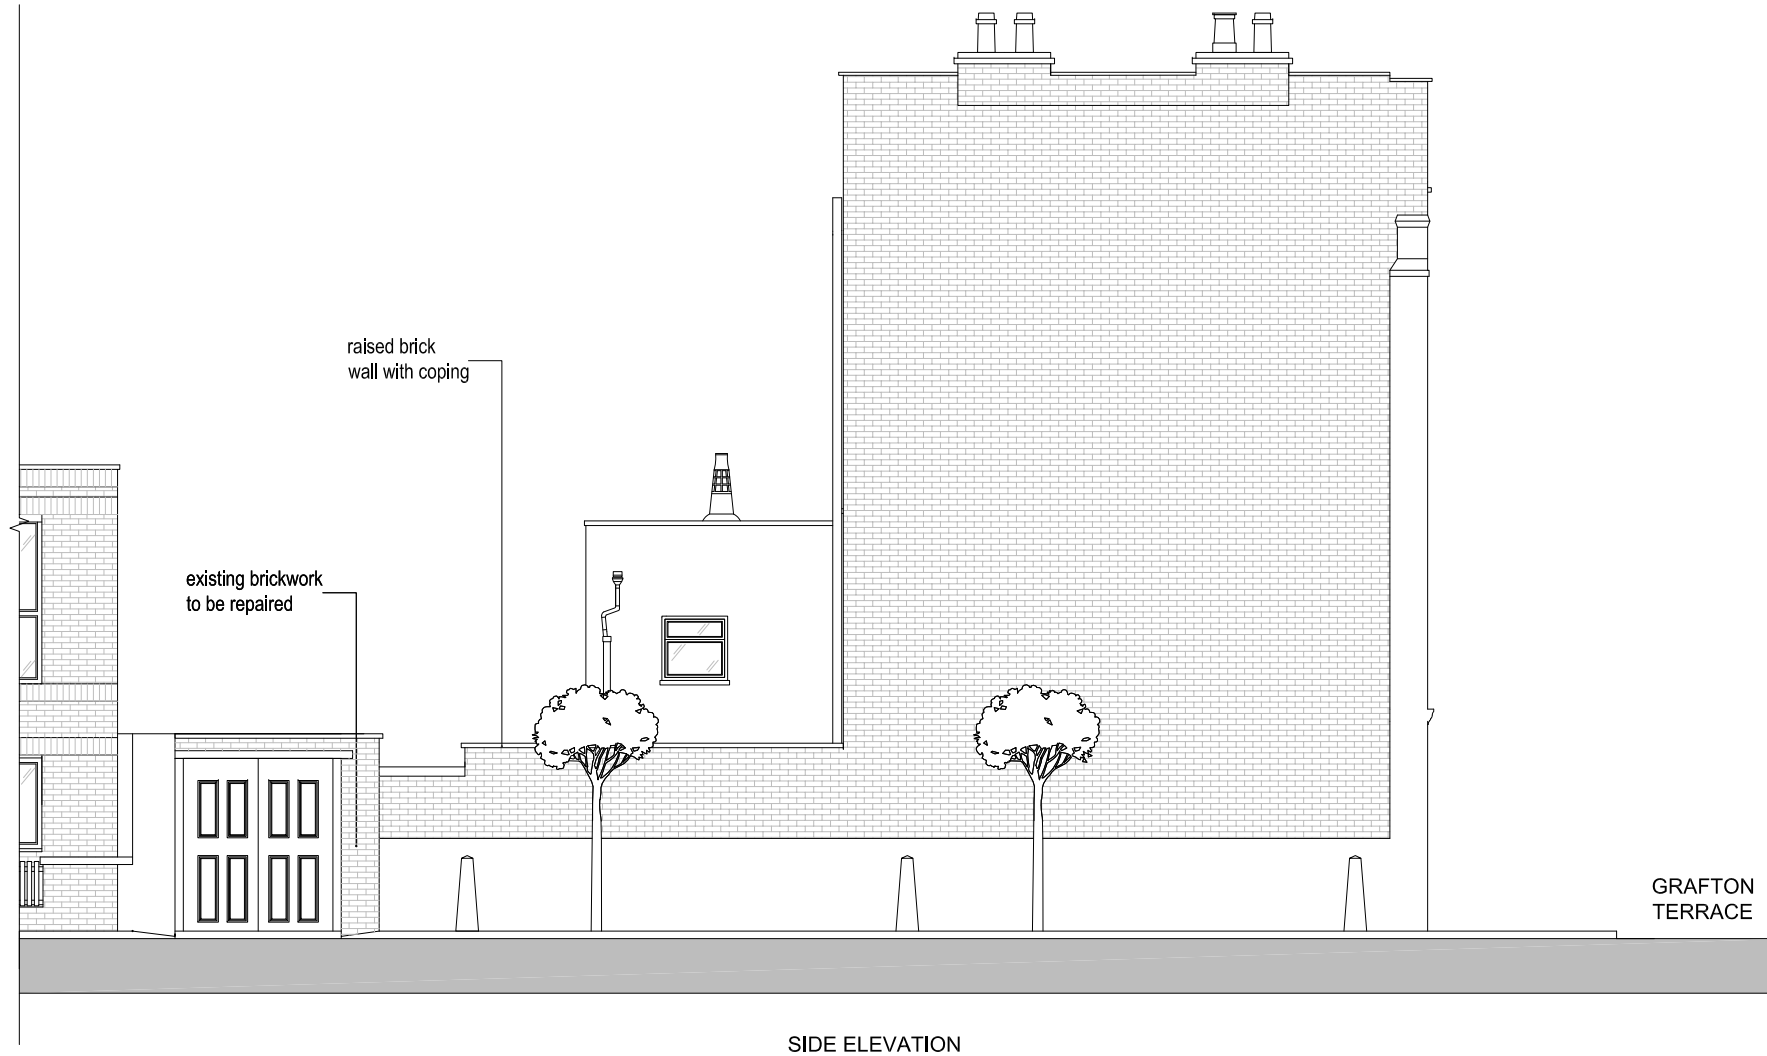 raised brick
wall with coping
existing brickwork
to be repaired
GRAFTON
TERRACE
SIDE ELEVATION